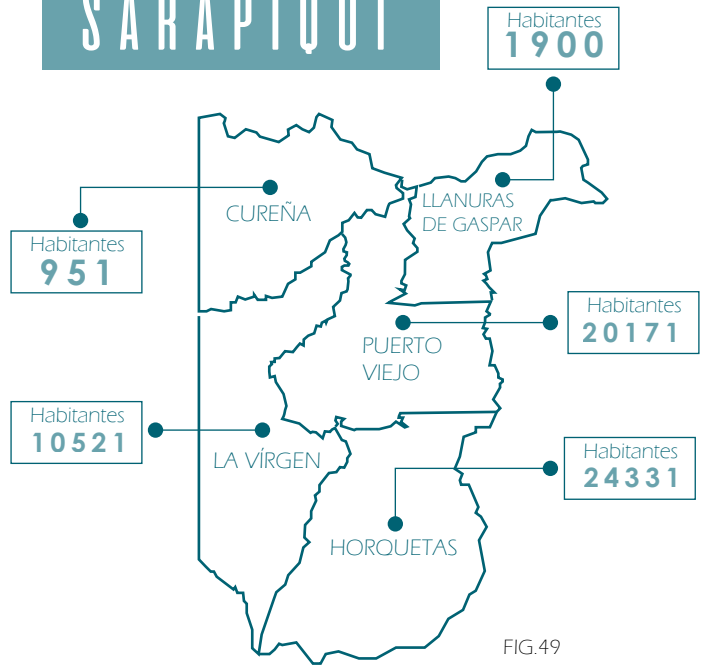 SARAPIQUÍ
Habitantes
1900
CUREÑA
LLANURAS
DE GASPAR
Habitantes
951
Habitantes
20171
PUERTO
VIEJO
Habitantes
10521
LA VÍRGEN
Habitantes
24331
HORQUETAS
FIG.49